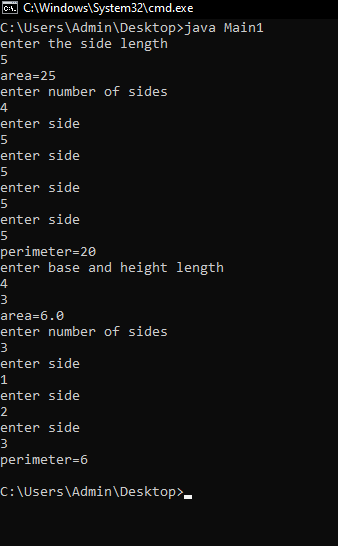 C:\Windows\System32\cmd.exe
C:\Users\Admin\Desktop>java Main1
enter the side length
5
area=25
enter number of sides
4
enter side
5
enter side
5
enter side
5
enter side
5
perimeter=20
enter base and height length
4
3
area=6.0
enter number of sides
3
enter side
1
enter side
2
enter side
3
perimeter=6
C:\Users\Admin\Desktop>